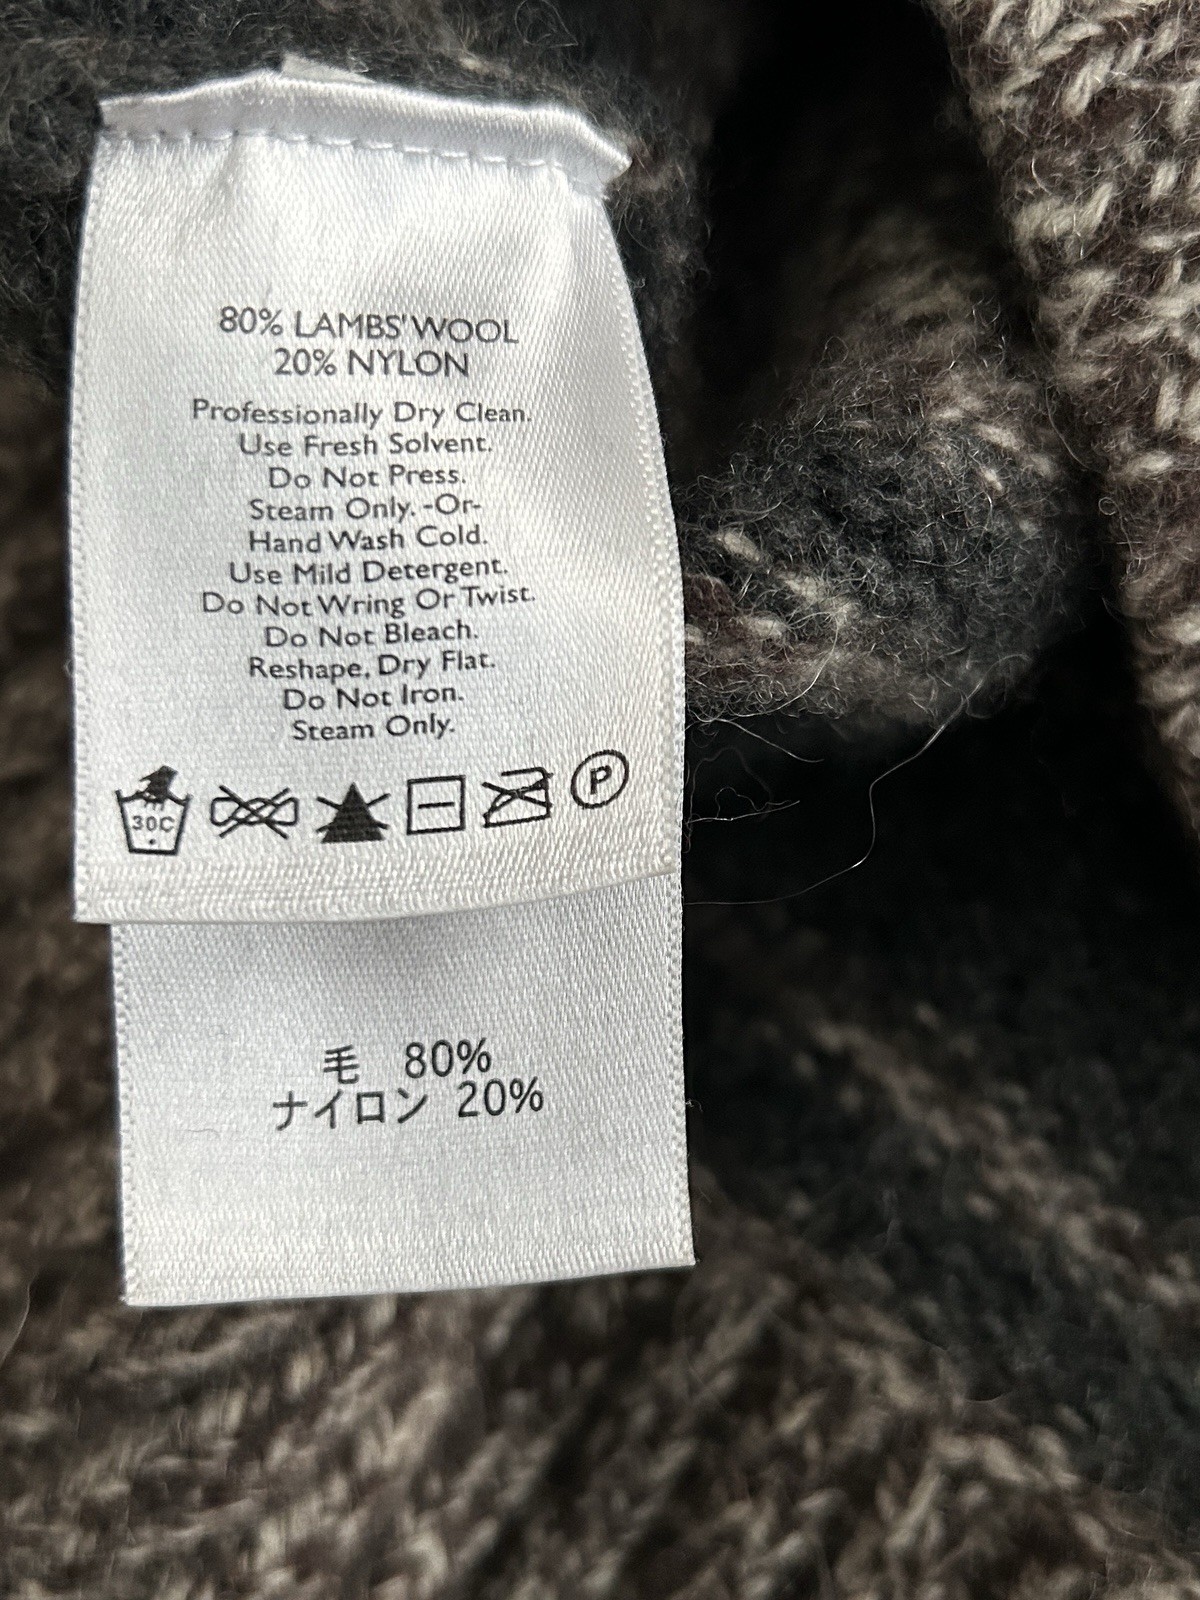 80% LAMBS' WOOL
20% NYLON
Professionally Dry Clean.
Use Fresh Solvent.
Do Not Press.
Steam Only. -Or-
Hand Wash Cold.
Use Mild Detergent.
Do Not Wring Or Twist.
Do Not Bleach.
Reshape, Dry Flat.
Do Not Iron.
Steam Only.
30C P
毛 80%
ナイロン 20%